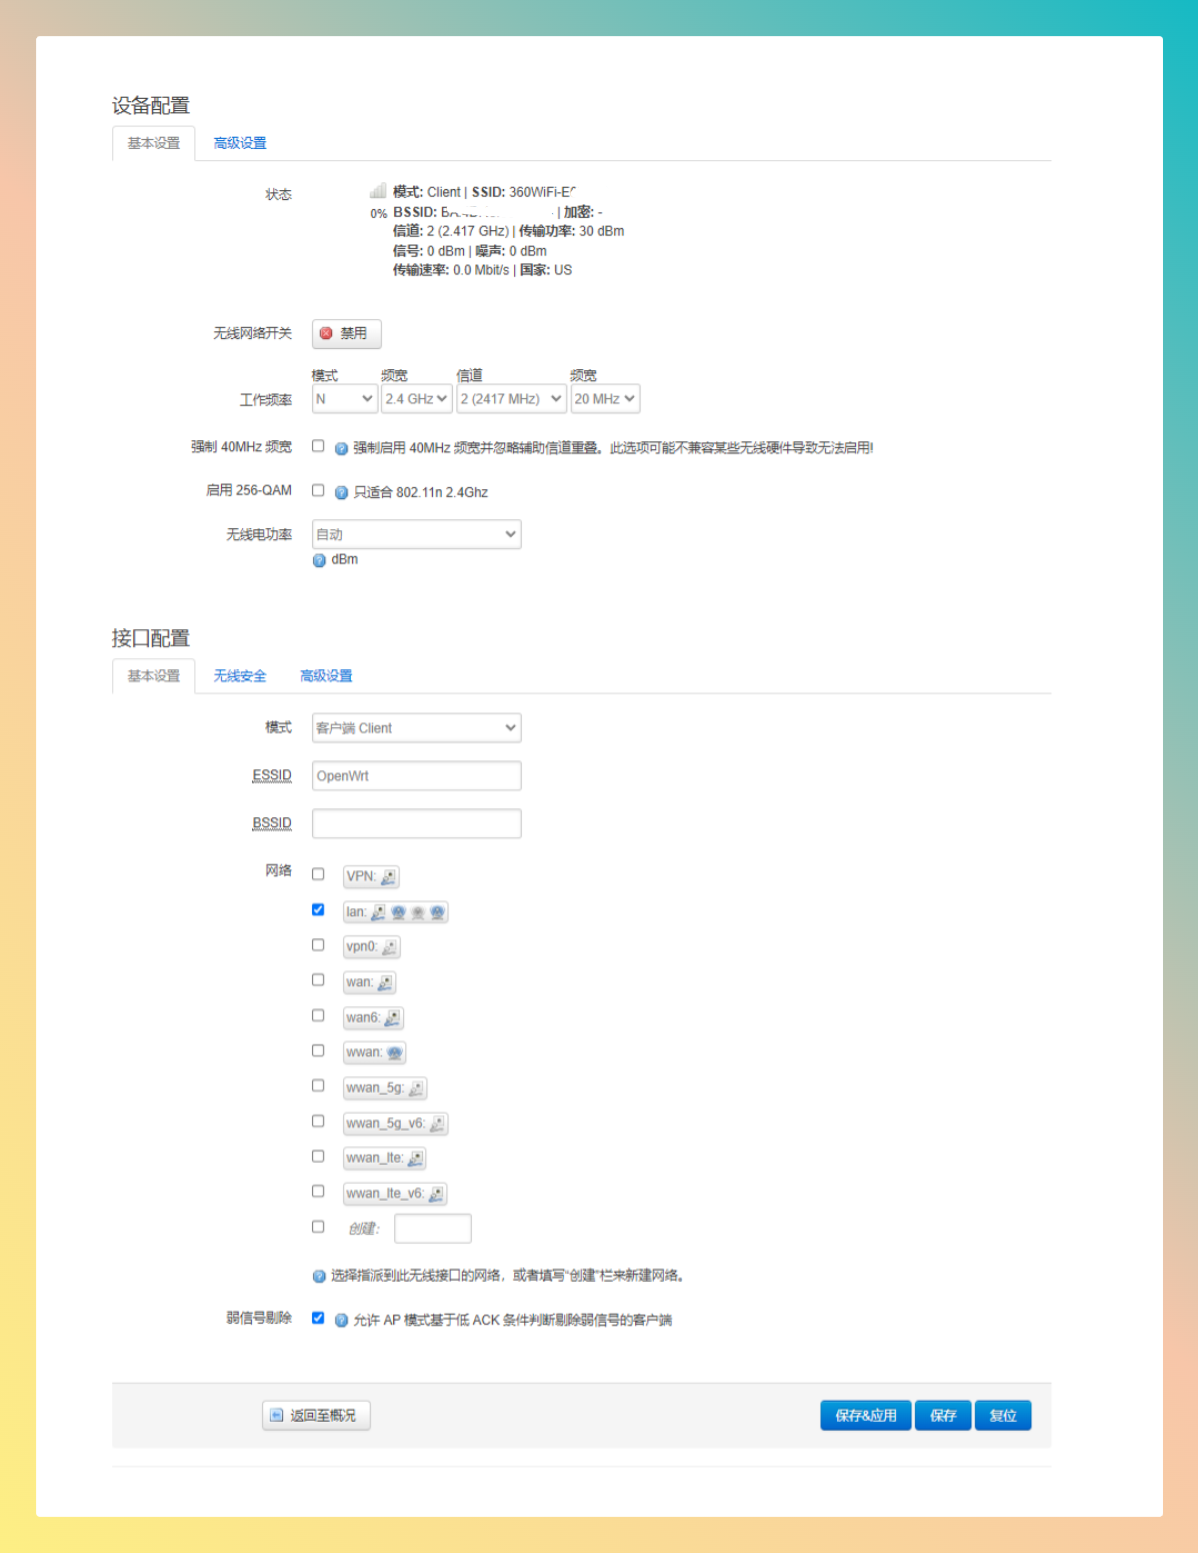 设备配置
基本设置 高级设置
状态
模式: Client | SSID: 360WiFi-E
0% BSSID: | 加密: -
信道: 2 (2.417 GHz) | 传输功率: 30 dBm
信号: 0 dBm | 噪声: 0 dBm
传输速率: 0.0 Mbit/s | 国家: US
无线网络开关 禁用
模式 频宽 信道 频宽
工作频率 N 2.4 GHz 2 (2417 MHz) 20 MHz
强制 40MHz 频宽 强制启用 40MHz 频宽并忽略辅助信道重叠。此选项可能不兼容某些无线硬件导致无法启用!
启用 256-QAM 只适合 802.11n 2.4Ghz
无线电功率 自动
dBm
接口配置
基本设置 无线安全 高级设置
模式 客户端 Client
ESSID OpenWrt
BSSID
网络 VPN:
lan:
vpn0:
wan:
wan6:
wwan:
wwan_5g:
wwan_5g_v6:
wwan_lte:
wwan_lte_v6:
创建:
选择指派到此无线接口的网络，或者填写“创建”栏来新建网络。
弱信号剔除 允许 AP 模式基于低 ACK 条件判断剔除弱信号的客户端
返回至概况 保存&应用 保存 复位